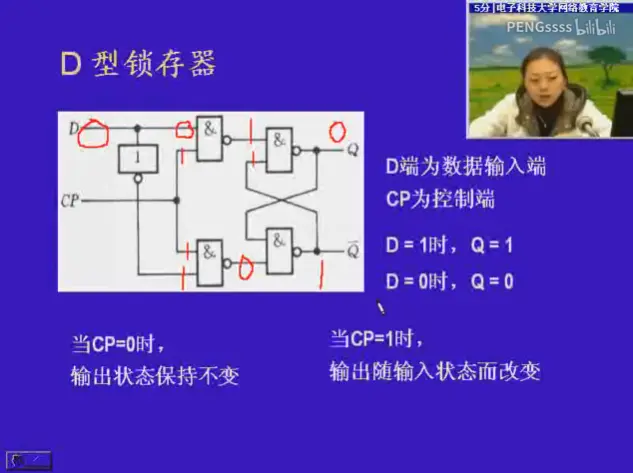 5分|电子科技大学网络教育学院
PENGssss bilibili
D 型锁存器
D
0
&
1
&
0
Q
1
1
1
CP
1
&
0
&
1
Q̅
1
D端为数据输入端
CP为控制端
D = 1时，Q = 1
D = 0时，Q = 0
当CP=0时，
输出状态保持不变
当CP=1时，
输出随输入状态而改变